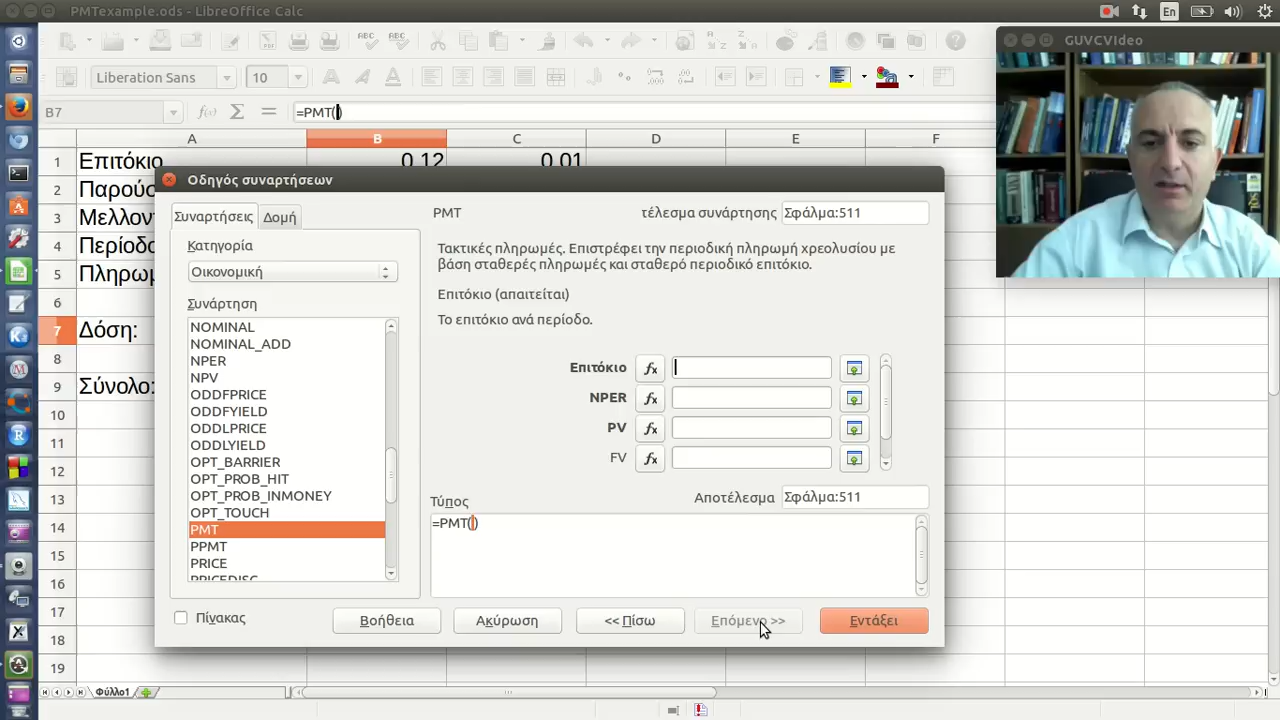 PMTexample.ods - LibreOffice Calc
En
GUVCVIdeo
Liberation Sans
10
B7
=PMT()
A B C D E F
1 Επιτόκιο 0,12 0,01
2 Παρούσ
3 Μελλοντ
4 Περίοδο
5 Πληρωμ
6
7 Δόση:
8
9 Σύνολο:
10
11
12
13
14
15
16
17
18
19
Οδηγός συναρτήσεων
Συναρτήσεις Δομή
Κατηγορία
Οικονομική
Συνάρτηση
NOMINAL
NOMINAL_ADD
NPER
NPV
ODDFPRICE
ODDFYIELD
ODDLPRICE
ODDLYIELD
OPT_BARRIER
OPT_PROB_HIT
OPT_PROB_INMONEY
OPT_TOUCH
PMT
PPMT
PRICE
PRICEDISC
PMT τέλεσμα συνάρτησης Σφάλμα:511
Τακτικές πληρωμές. Επιστρέφει την περιοδική πληρωμή χρεολυσίου με
βάση σταθερές πληρωμές και σταθερό περιοδικό επιτόκιο.
Επιτόκιο (απαιτείται)
Το επιτόκιο ανά περίοδο.
Επιτόκιο
NPER
PV
FV
Τύπος Αποτέλεσμα Σφάλμα:511
=PMT()
Πίνακας Βοήθεια Ακύρωση << Πίσω Επόμενο >> Εντάξει
Φύλλο1